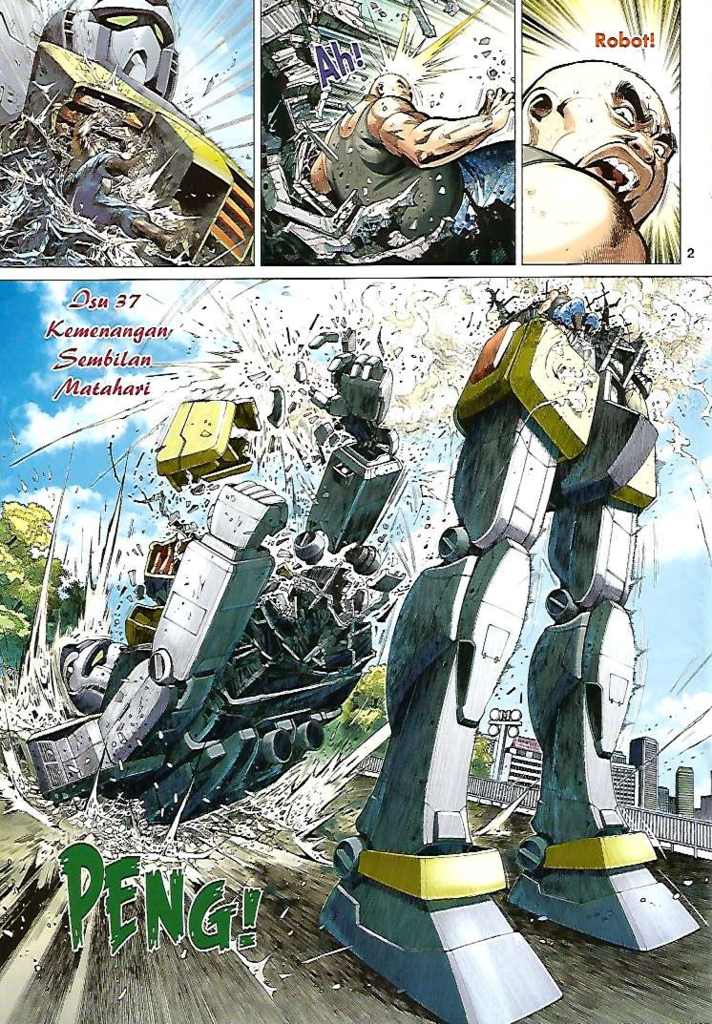 Ah!
Robot!
2
Isu 37
Kemenangan
Sembilan
Matahari
PENG!